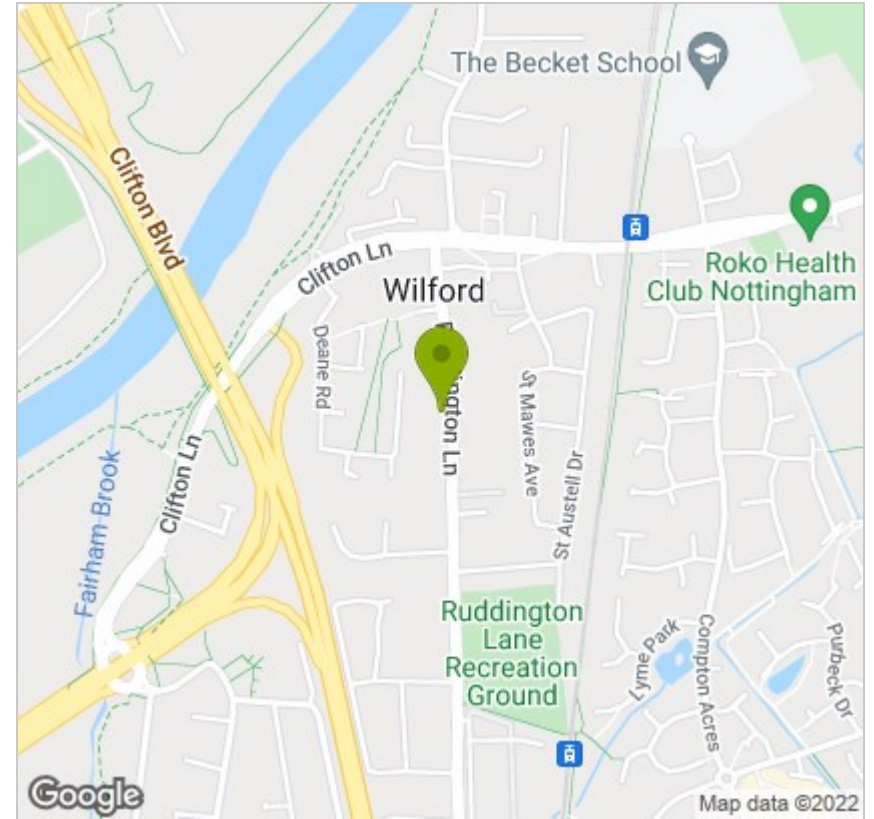 The Becket School
Clifton Blvd
Clifton Ln
Roko Health
Club Nottingham
Wilford
Deane Rd
ington Ln
St Mawes Ave
St Austell Dr
Clifton Ln
Fairham Brook
Ruddington
Lane
Recreation
Ground
Lyme Park
Compton Acres
Purbeck Dr
Google
Map data ©2022